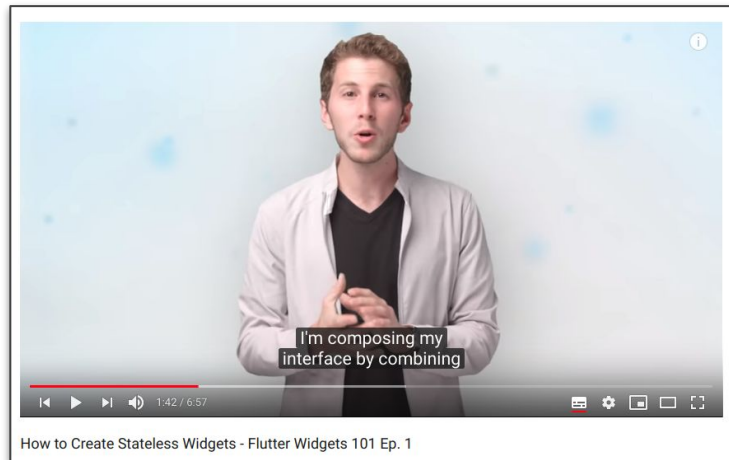 I'm composing my
interface by combining
1:42 / 6:57
How to Create Stateless Widgets - Flutter Widgets 101 Ep. 1